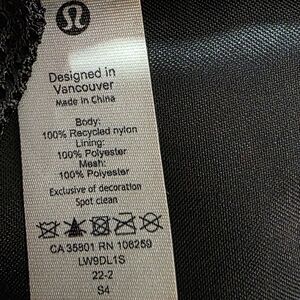 Designed in
Vancouver
Made in China
Body:
100% Recycled nylon
Lining:
100% Polyester
Mesh:
100% Polyester
Exclusive of decoration
Spot clean
CA 35801 RN 106259
LW9DL1S
22-2
S4